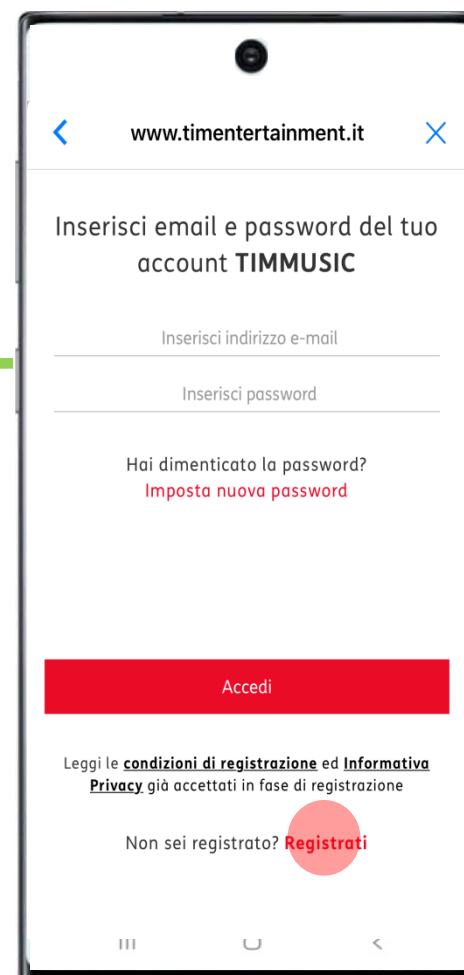 www.timentertainment.it
Inserisci email e password del tuo
account TIMMUSIC
Inserisci indirizzo e-mail
Inserisci password
Hai dimenticato la password?
Imposta nuova password
Accedi
Leggi le condizioni di registrazione ed Informativa
Privacy già accettati in fase di registrazione
Non sei registrato? Registrati